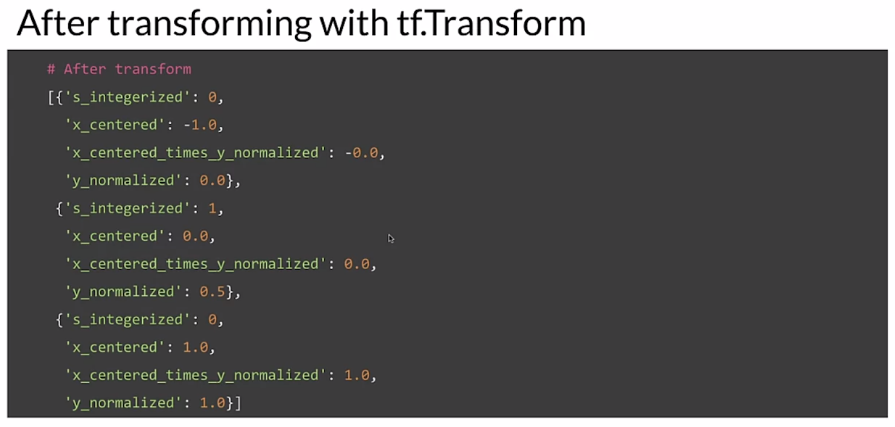 After transforming with tf.Transform
# After transform
[{'s_integerized': 0,
'x_centered': -1.0,
'x_centered_times_y_normalized': -0.0,
'y_normalized': 0.0},
{'s_integerized': 1,
'x_centered': 0.0,
'x_centered_times_y_normalized': 0.0,
'y_normalized': 0.5},
{'s_integerized': 0,
'x_centered': 1.0,
'x_centered_times_y_normalized': 1.0,
'y_normalized': 1.0}]